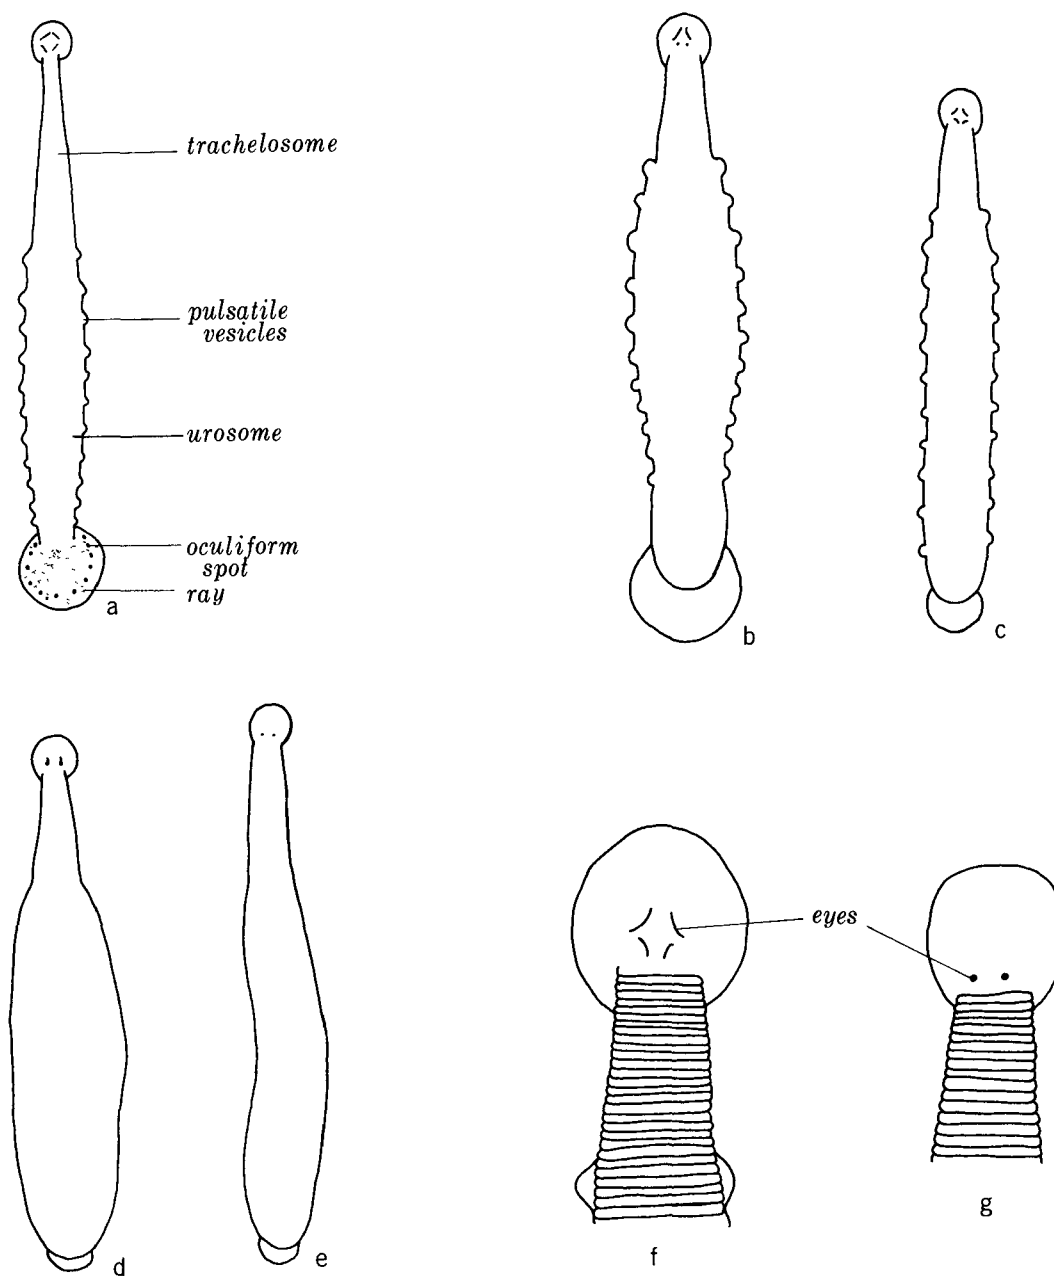 trachelosome
pulsatile
vesicles
urosome
oculiform
spot
ray
a
b
c
d
e
eyes
f
g